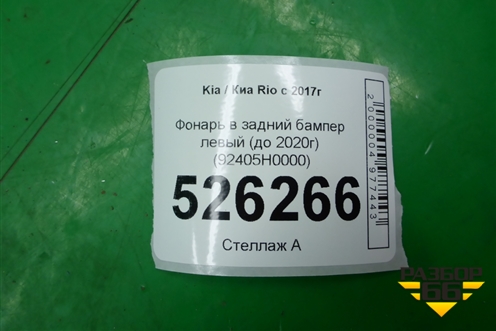 Kia / Киа Rio с 2017г
Фонарь в задний бампер
левый (до 2020г)
(92405H0000)
526266
Стеллаж А
2000004977443
РАЗБОР
66